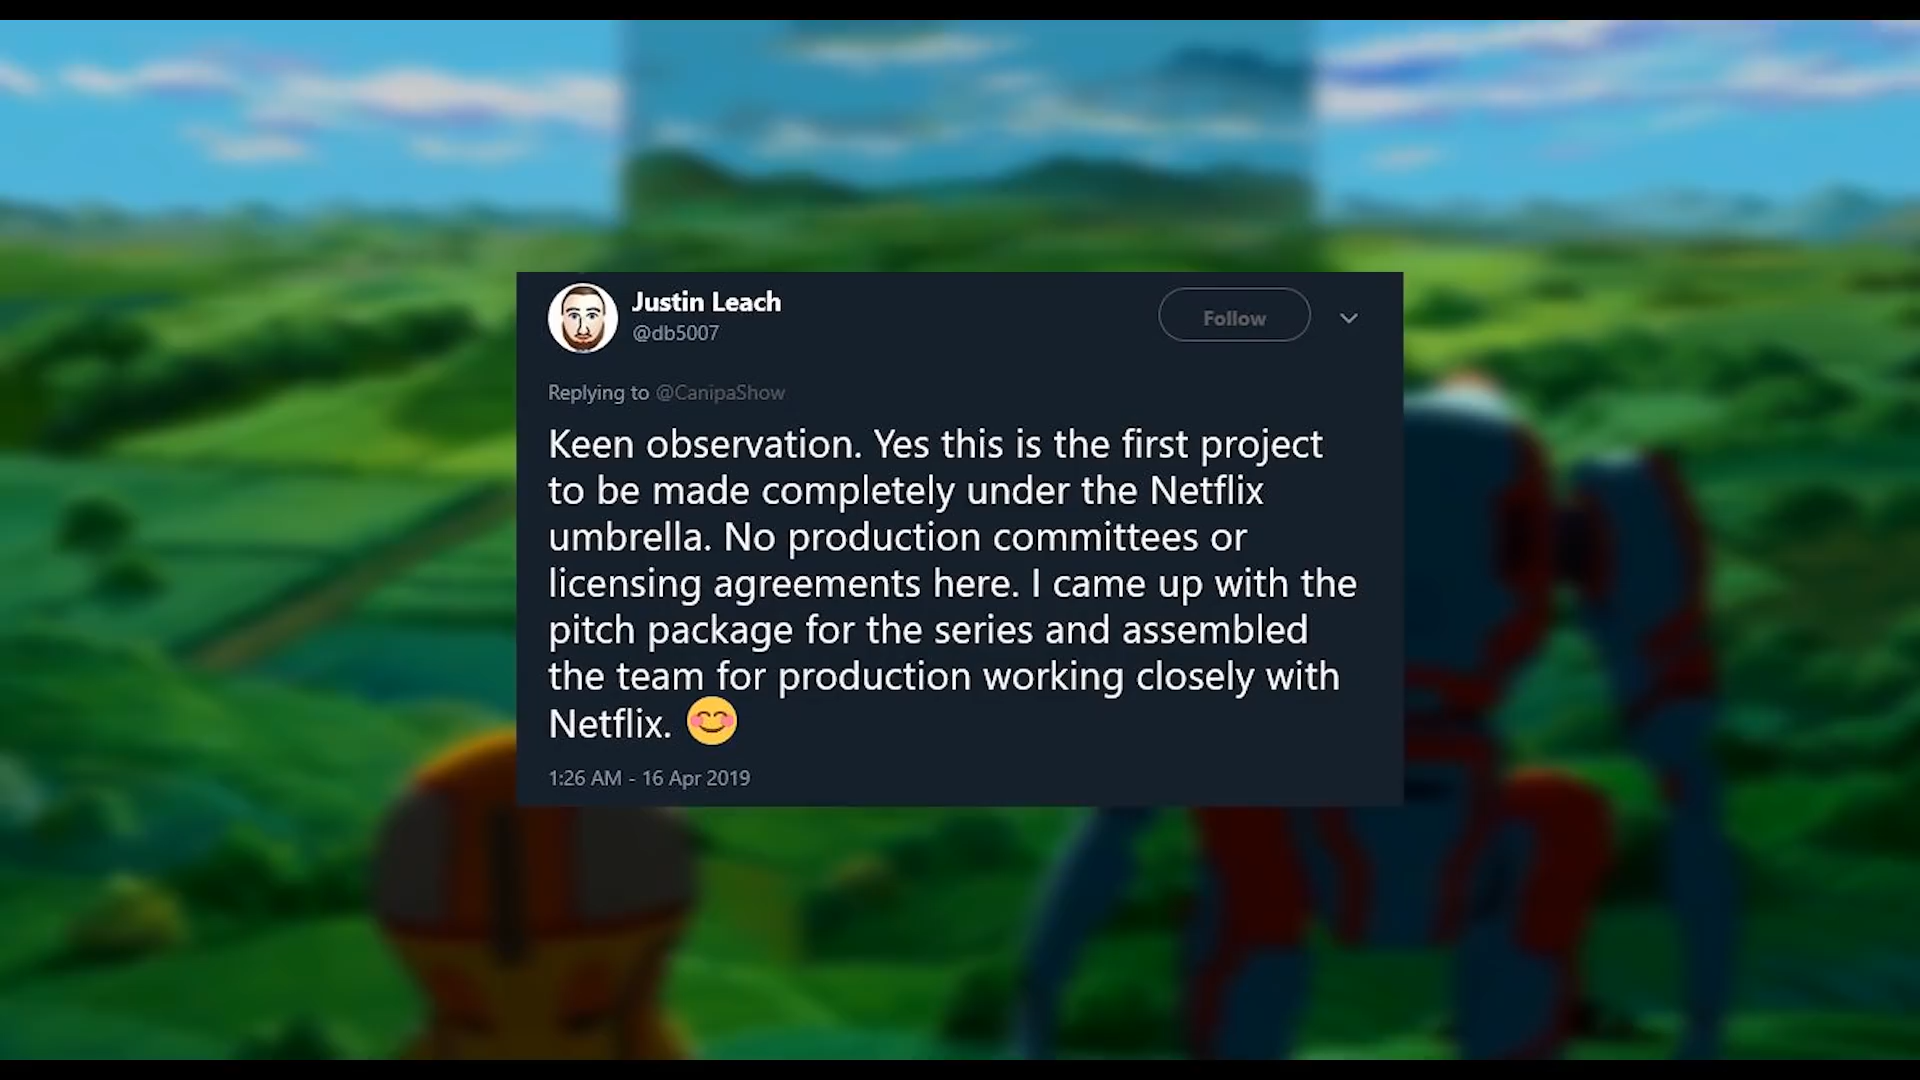 Justin Leach
@db5007
Follow
Replying to @CanipaShow
Keen observation. Yes this is the first project
to be made completely under the Netflix
umbrella. No production committees or
licensing agreements here. I came up with the
pitch package for the series and assembled
the team for production working closely with
Netflix. 😊
1:26 AM - 16 Apr 2019